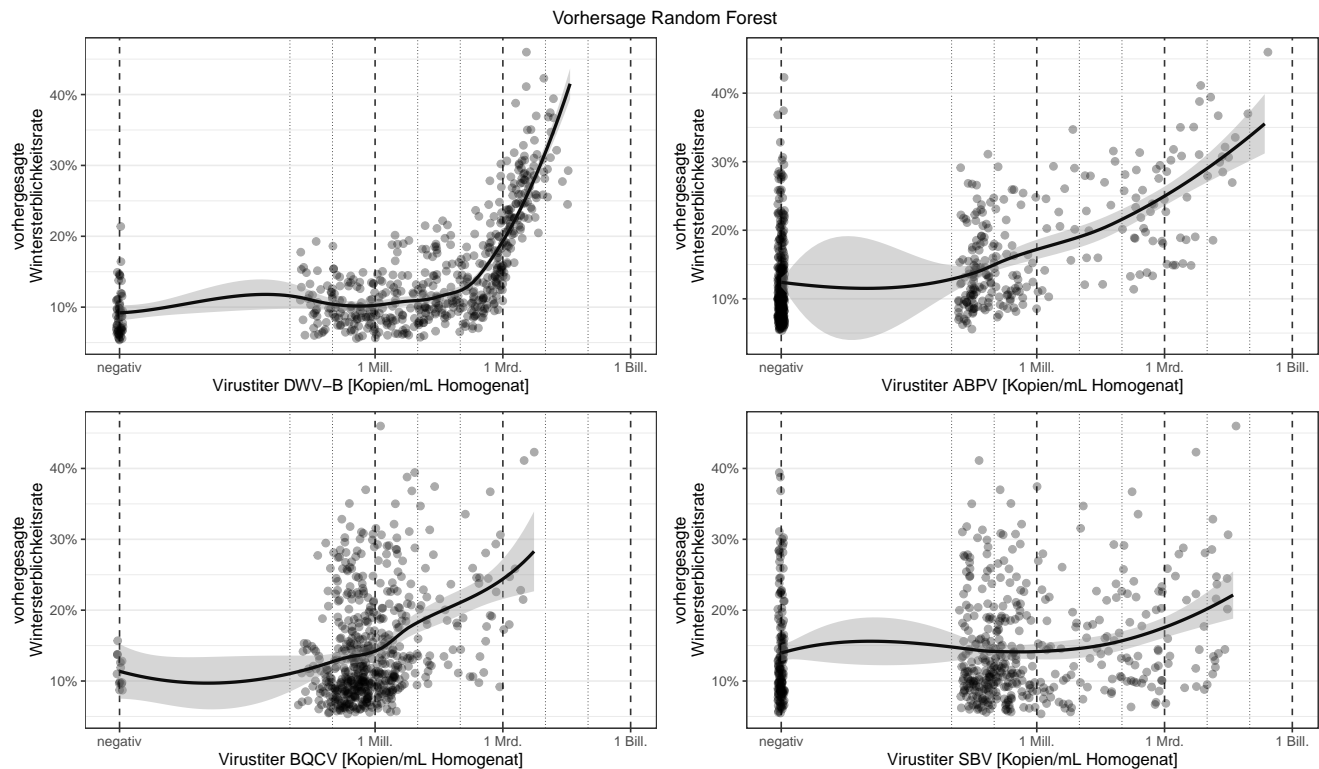 Vorhersage Random Forest
vorhergesagte
Wintersterblichkeitsrate
40%
30%
20%
10%
negativ
1 Mill.
1 Mrd.
1 Bill.
Virustiter DWV−B [Kopien/mL Homogenat]
vorhergesagte
Wintersterblichkeitsrate
40%
30%
20%
10%
negativ
1 Mill.
1 Mrd.
1 Bill.
Virustiter ABPV [Kopien/mL Homogenat]
vorhergesagte
Wintersterblichkeitsrate
40%
30%
20%
10%
negativ
1 Mill.
1 Mrd.
1 Bill.
Virustiter BQCV [Kopien/mL Homogenat]
vorhergesagte
Wintersterblichkeitsrate
40%
30%
20%
10%
negativ
1 Mill.
1 Mrd.
1 Bill.
Virustiter SBV [Kopien/mL Homogenat]